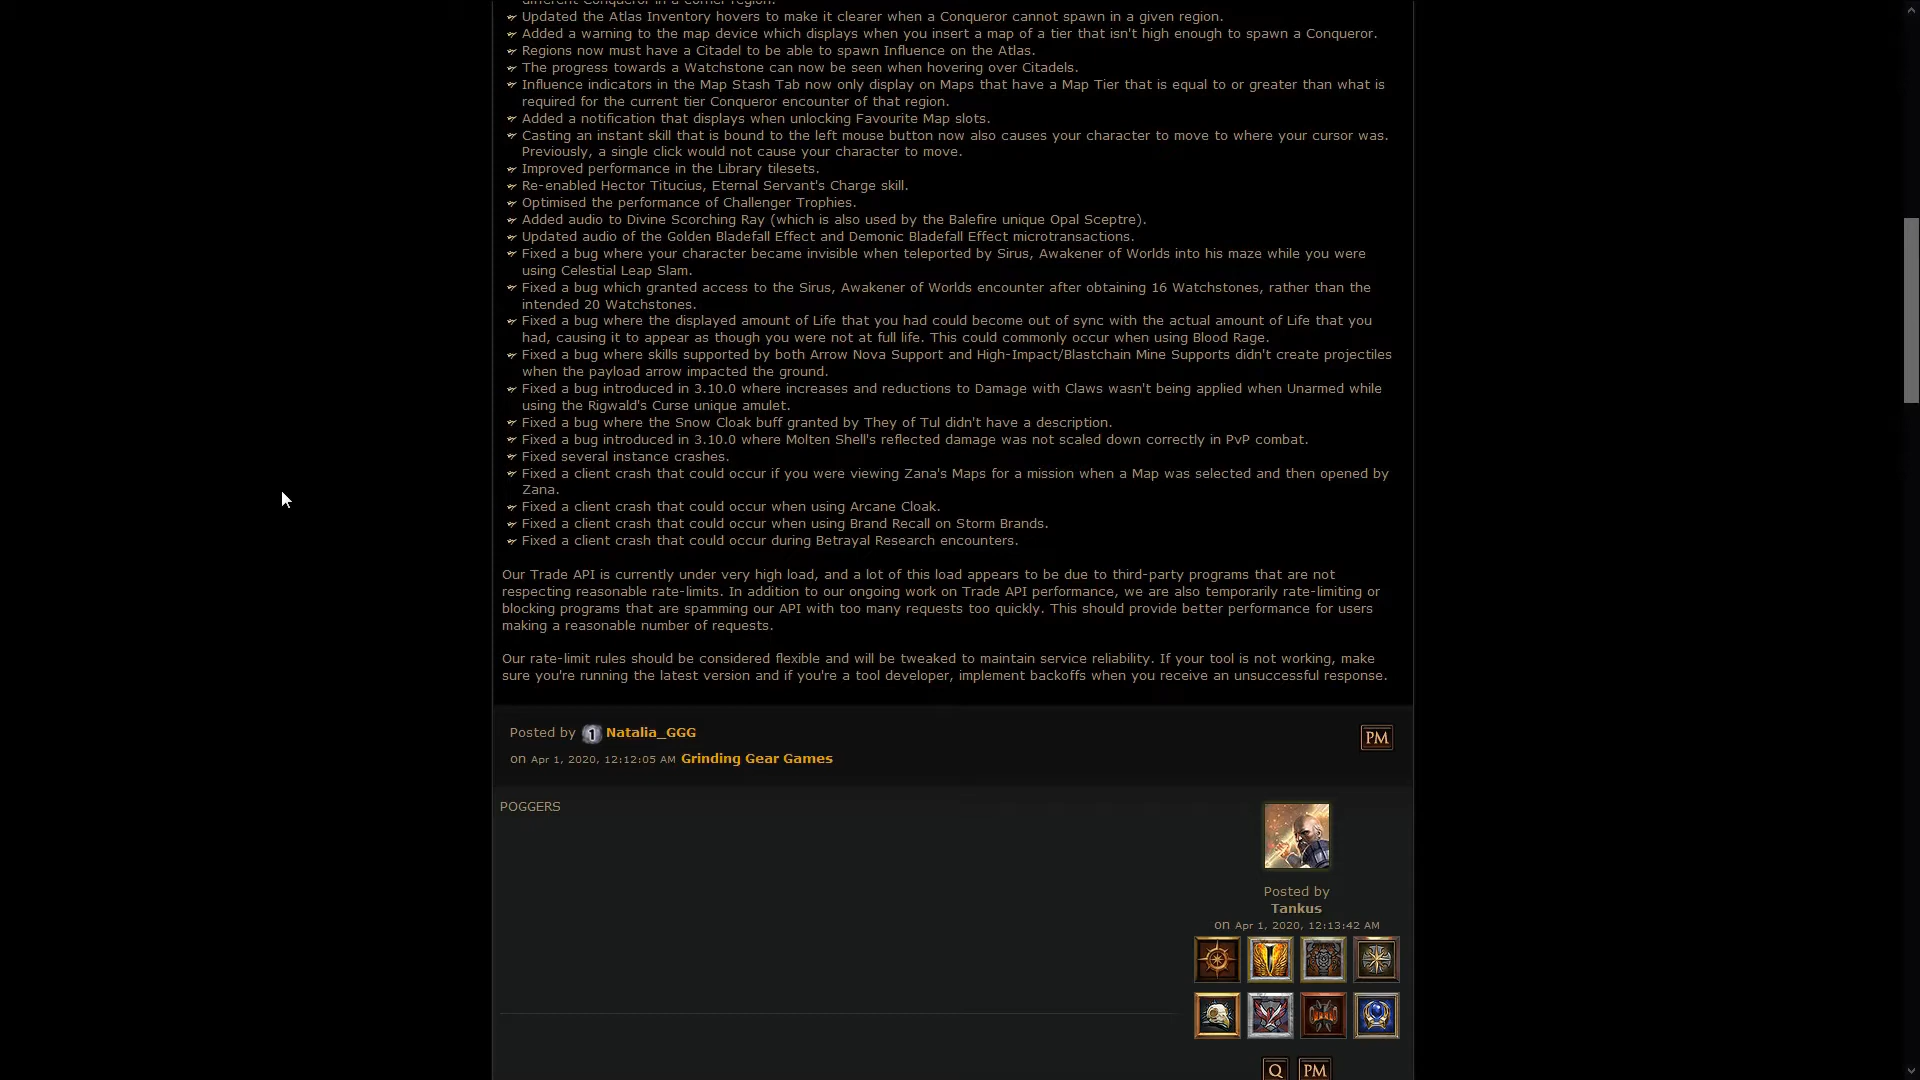 different Conqueror in a corner region.
Updated the Atlas Inventory hovers to make it clearer when a Conqueror cannot spawn in a given region.
Added a warning to the map device which displays when you insert a map of a tier that isn't high enough to spawn a Conqueror.
Regions now must have a Citadel to be able to spawn Influence on the Atlas.
The progress towards a Watchstone can now be seen when hovering over Citadels.
Influence indicators in the Map Stash Tab now only display on Maps that have a Map Tier that is equal to or greater than what is
required for the current tier Conqueror encounter of that region.
Added a notification that displays when unlocking Favourite Map slots.
Casting an instant skill that is bound to the left mouse button now also causes your character to move to where your cursor was.
Previously, a single click would not cause your character to move.
Improved performance in the Library tilesets.
Re-enabled Hector Titucius, Eternal Servant's Charge skill.
Optimised the performance of Challenger Trophies.
Added audio to Divine Scorching Ray (which is also used by the Balefire unique Opal Sceptre).
Updated audio of the Golden Bladefall Effect and Demonic Bladefall Effect microtransactions.
Fixed a bug where your character became invisible when teleported by Sirus, Awakener of Worlds into his maze while you were
using Celestial Leap Slam.
Fixed a bug which granted access to the Sirus, Awakener of Worlds encounter after obtaining 16 Watchstones, rather than the
intended 20 Watchstones.
Fixed a bug where the displayed amount of Life that you had could become out of sync with the actual amount of Life that you
had, causing it to appear as though you were not at full life. This could commonly occur when using Blood Rage.
Fixed a bug where skills supported by both Arrow Nova Support and High-Impact/Blastchain Mine Supports didn't create projectiles
when the payload arrow impacted the ground.
Fixed a bug introduced in 3.10.0 where increases and reductions to Damage with Claws wasn't being applied when Unarmed while
using the Rigwald's Curse unique amulet.
Fixed a bug where the Snow Cloak buff granted by They of Tul didn't have a description.
Fixed a bug introduced in 3.10.0 where Molten Shell's reflected damage was not scaled down correctly in PvP combat.
Fixed several instance crashes.
Fixed a client crash that could occur if you were viewing Zana's Maps for a mission when a Map was selected and then opened by
Zana.
Fixed a client crash that could occur when using Arcane Cloak.
Fixed a client crash that could occur when using Brand Recall on Storm Brands.
Fixed a client crash that could occur during Betrayal Research encounters.
Our Trade API is currently under very high load, and a lot of this load appears to be due to third-party programs that are not
respecting reasonable rate-limits. In addition to our ongoing work on Trade API performance, we are also temporarily rate-limiting or
blocking programs that are spamming our API with too many requests too quickly. This should provide better performance for users
making a reasonable number of requests.
Our rate-limit rules should be considered flexible and will be tweaked to maintain service reliability. If your tool is not working, make
sure you're running the latest version and if you're a tool developer, implement backoffs when you receive an unsuccessful response.
Posted by 1 Natalia_GGG
PM
on Apr 1, 2020, 12:12:05 AM Grinding Gear Games
POGGERS
Posted by
Tankus
on Apr 1, 2020, 12:13:42 AM
Q PM